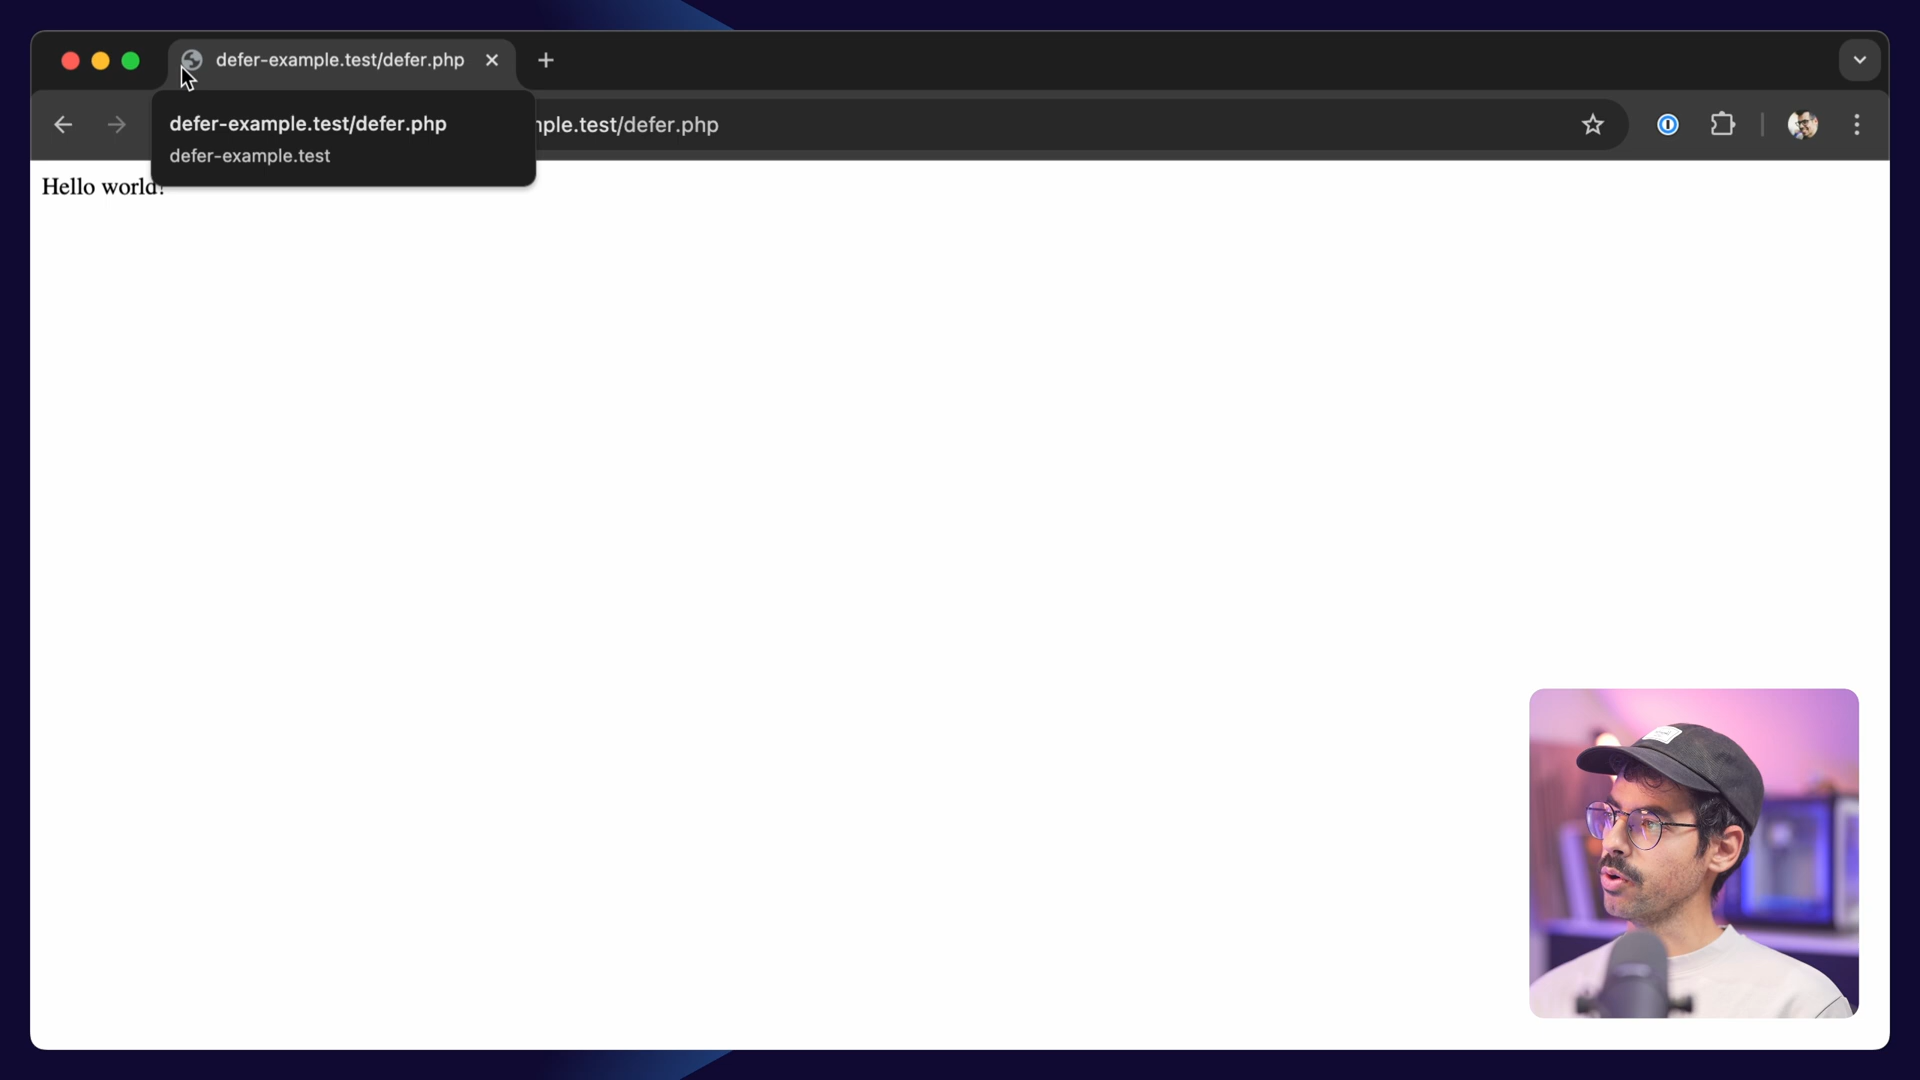 defer-example.test/defer.php
defer-example.test/defer.php
defer-example.test
nple.test/defer.php
Hello world!